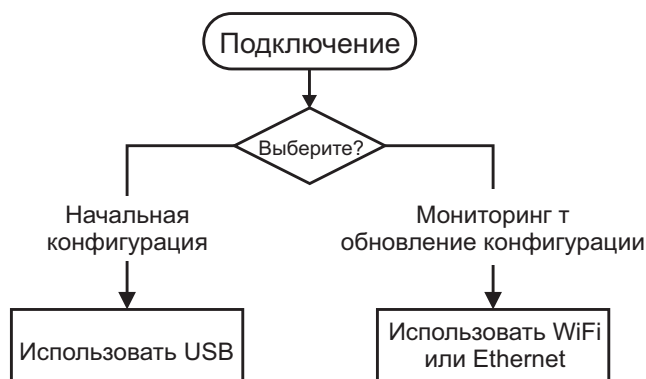 Подключение
Выберите?
Начальная
конфигурация
Мониторинг т
обновление конфигурации
Использовать USB
Использовать WiFi
или Ethernet